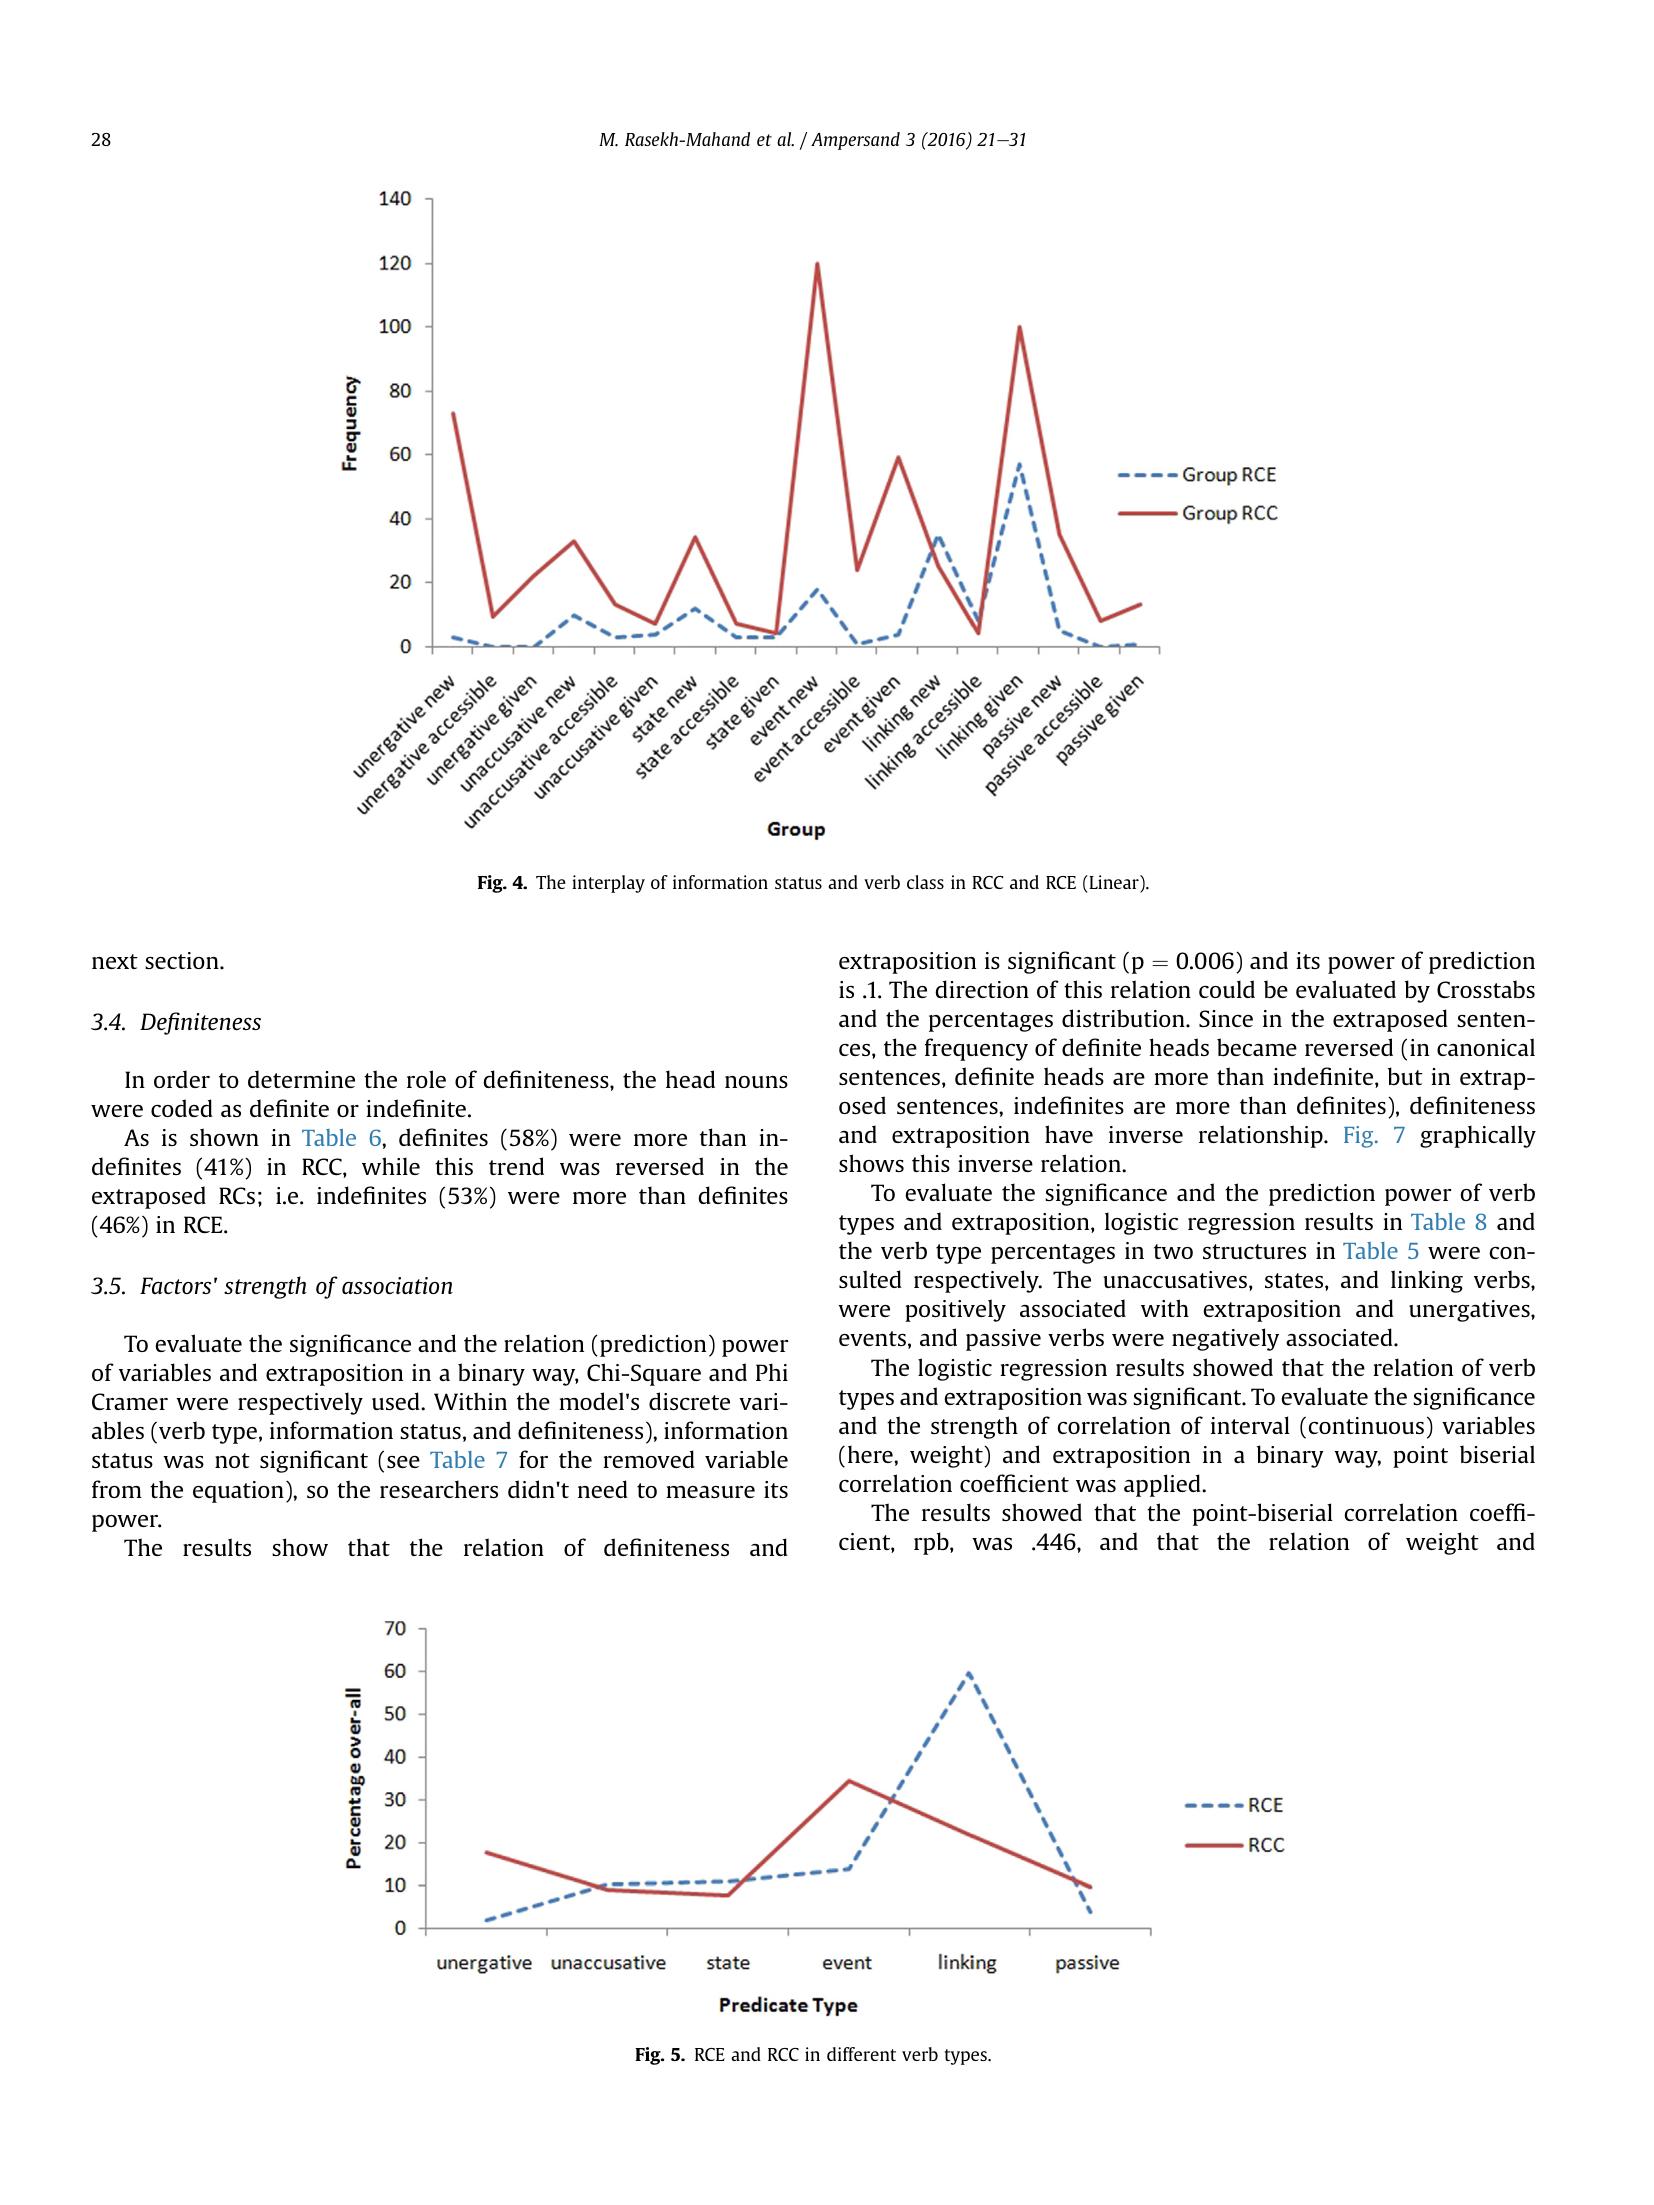 28
M. Rasekh-Mahand et al. / Ampersand 3 (2016) 21–31
140
120
100
80
60
40
20
0
Frequency
Group RCE
Group RCC
unergative new
unergative accessible
unergative given
unaccusative new
unaccusative accessible
unaccusative given
state new
state accessible
state given
event new
event accessible
event given
linking new
linking accessible
linking given
passive new
passive accessible
passive given
Group
Fig. 4. The interplay of information status and verb class in RCC and RCE (Linear).
next section.
3.4. Definiteness
In order to determine the role of definiteness, the head nouns
were coded as definite or indefinite.
As is shown in Table 6, definites (58%) were more than in-
definites (41%) in RCC, while this trend was reversed in the
extraposed RCs; i.e. indefinites (53%) were more than definites
(46%) in RCE.
3.5. Factors' strength of association
To evaluate the significance and the relation (prediction) power
of variables and extraposition in a binary way, Chi-Square and Phi
Cramer were respectively used. Within the model's discrete vari-
ables (verb type, information status, and definiteness), information
status was not significant (see Table 7 for the removed variable
from the equation), so the researchers didn't need to measure its
power.
The results show that the relation of definiteness and
extraposition is significant (p = 0.006) and its power of prediction
is .1. The direction of this relation could be evaluated by Crosstabs
and the percentages distribution. Since in the extraposed senten-
ces, the frequency of definite heads became reversed (in canonical
sentences, definite heads are more than indefinite, but in extrap-
osed sentences, indefinites are more than definites), definiteness
and extraposition have inverse relationship. Fig. 7 graphically
shows this inverse relation.
To evaluate the significance and the prediction power of verb
types and extraposition, logistic regression results in Table 8 and
the verb type percentages in two structures in Table 5 were con-
sulted respectively. The unaccusatives, states, and linking verbs,
were positively associated with extraposition and unergatives,
events, and passive verbs were negatively associated.
The logistic regression results showed that the relation of verb
types and extraposition was significant. To evaluate the significance
and the strength of correlation of interval (continuous) variables
(here, weight) and extraposition in a binary way, point biserial
correlation coefficient was applied.
The results showed that the point-biserial correlation coeffi-
cient, rpb, was .446, and that the relation of weight and
70
60
50
40
30
20
10
0
Percentage over-all
RCE
RCC
unergative
unaccusative
state
event
linking
passive
Predicate Type
Fig. 5. RCE and RCC in different verb types.